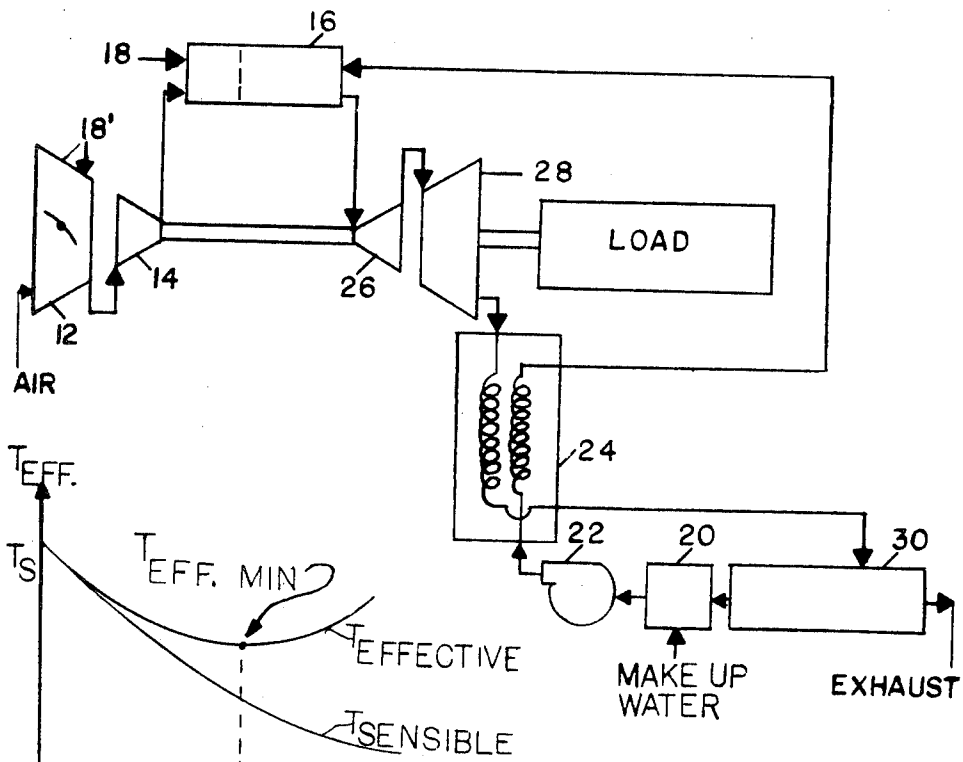 16
18
18'
28
LOAD
14
26
12
AIR
24
TEFF.
22
20
30
TS
TEFF. MIN
TEFFECTIVE
MAKE UP
WATER
EXHAUST
TSENSIBLE